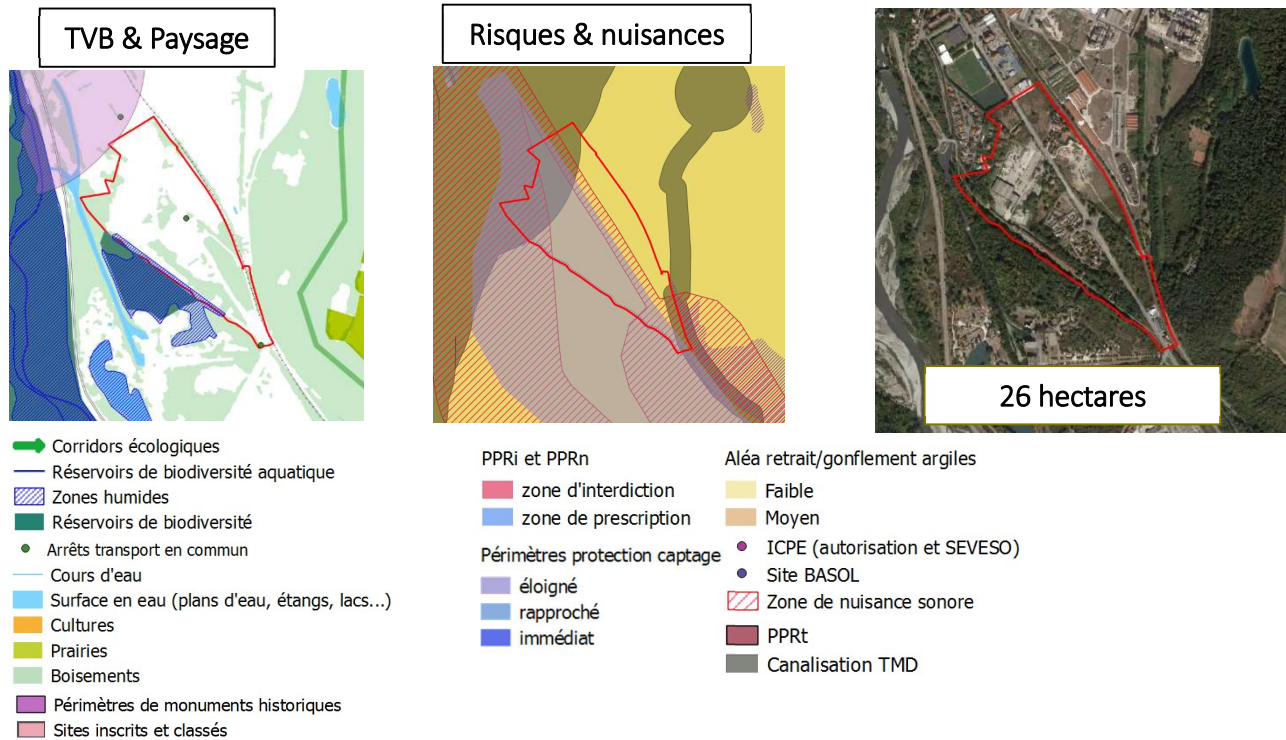 TVB & Paysage
Risques & nuisances
26 hectares
Corridors écologiques
Réservoirs de biodiversité aquatique
Zones humides
Réservoirs de biodiversité
Arrêts transport en commun
Cours d'eau
Surface en eau (plans d'eau, étangs, lacs...)
Cultures
Prairies
Boisements
Périmètres de monuments historiques
Sites inscrits et classés
PPRi et PPRn
zone d'interdiction
zone de prescription
Périmètres protection captage
éloigné
rapproché
immédiat
Aléa retrait/gonflement argiles
Faible
Moyen
ICPE (autorisation et SEVESO)
Site BASOL
Zone de nuisance sonore
PPRt
Canalisation TMD